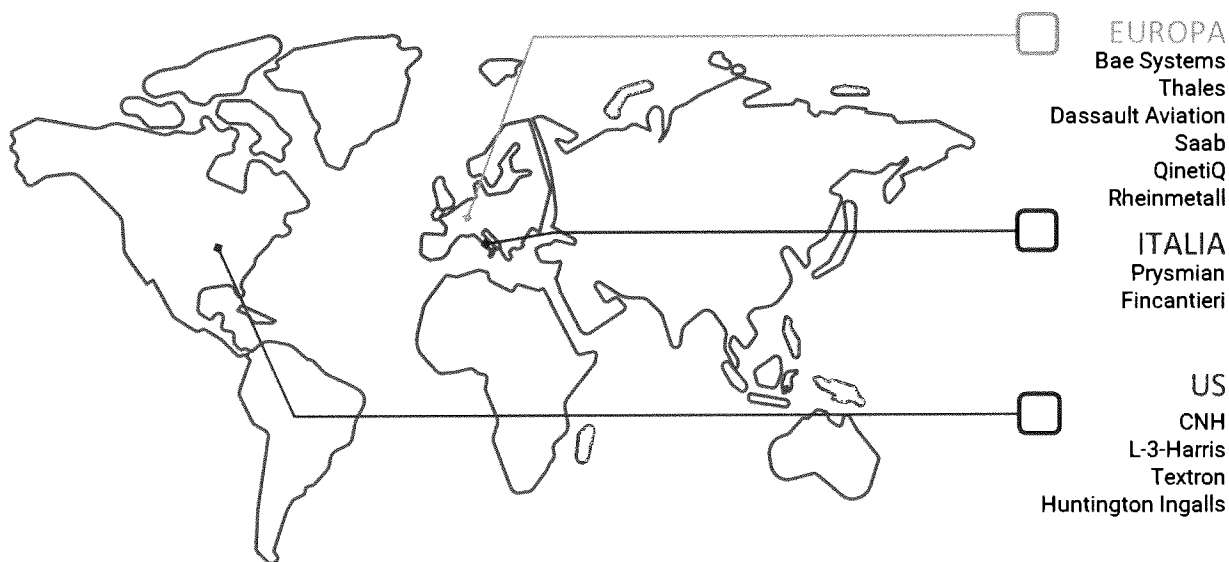 EUROPA
Bae Systems
Thales
Dassault Aviation
Saab
QinetiQ
Rheinmetall
ITALIA
Prysmian
Fincantieri
US
CNH
L-3-Harris
Textron
Huntington Ingalls